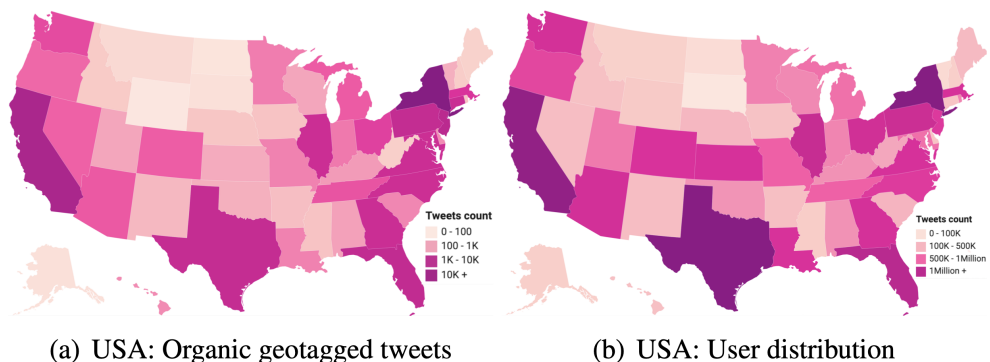 Tweets count
0 - 100
100 - 1K
1K - 10K
10K +
Tweets count
0 - 100K
100K - 500K
500K - 1Million
1Million +
(a) USA: Organic geotagged tweets
(b) USA: User distribution